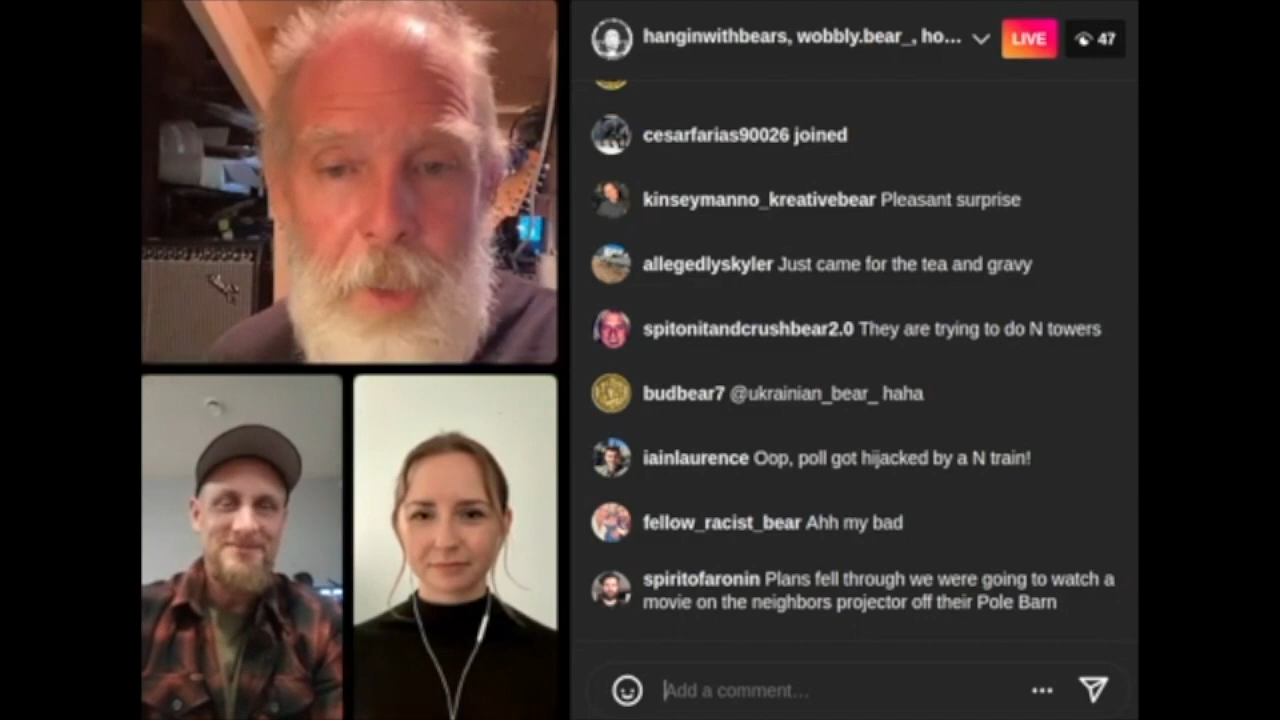 hanginwithbears, wobbly.bear_, ho...
LIVE
47
cesarfarias90026 joined
kinseymanno_kreativebear Pleasant surprise
allegedlyskyler Just came for the tea and gravy
spitonitandcrushbear2.0 They are trying to do N towers
budbear7 @ukrainian_bear_ haha
iainlaurence Oop, poll got hijacked by a N train!
fellow_racist_bear Ahh my bad
spiritofaronin Plans fell through we were going to watch a
movie on the neighbors projector off their Pole Barn
Add a comment...